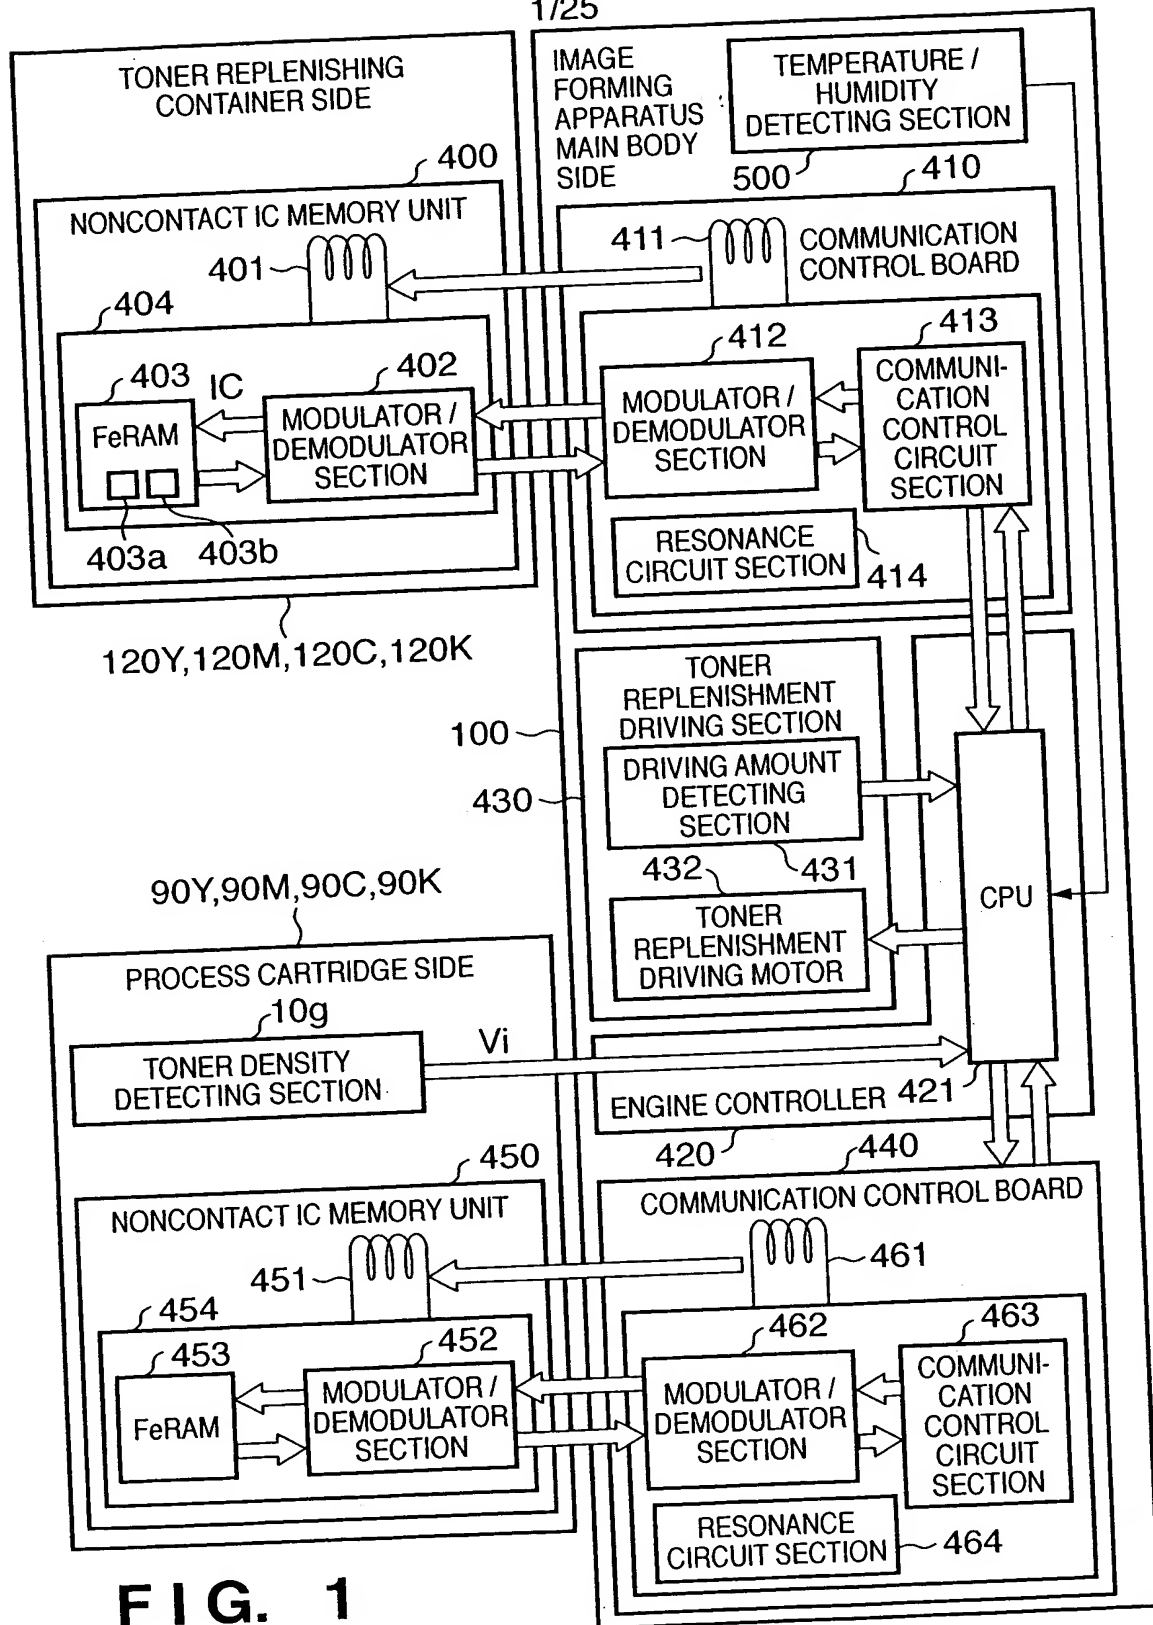 1/25
TONER REPLENISHING
CONTAINER SIDE
400
NONCONTACT IC MEMORY UNIT
401
404
403
IC
402
FeRAM
MODULATOR /
DEMODULATOR
SECTION
403a
403b
120Y,120M,120C,120K
IMAGE
FORMING
APPARATUS
MAIN BODY
SIDE
TEMPERATURE /
HUMIDITY
DETECTING SECTION
500
410
411
COMMUNICATION
CONTROL BOARD
412
413
MODULATOR /
DEMODULATOR
SECTION
COMMUNI-
CATION
CONTROL
CIRCUIT
SECTION
RESONANCE
CIRCUIT SECTION
414
100
430
TONER
REPLENISHMENT
DRIVING SECTION
DRIVING AMOUNT
DETECTING
SECTION
432
431
TONER
REPLENISHMENT
DRIVING MOTOR
CPU
90Y,90M,90C,90K
PROCESS CARTRIDGE SIDE
10g
TONER DENSITY
DETECTING SECTION
Vi
ENGINE CONTROLLER
421
420
440
450
NONCONTACT IC MEMORY UNIT
451
454
453
452
FeRAM
MODULATOR /
DEMODULATOR
SECTION
COMMUNICATION CONTROL BOARD
461
462
463
MODULATOR /
DEMODULATOR
SECTION
COMMUNI-
CATION
CONTROL
CIRCUIT
SECTION
RESONANCE
CIRCUIT SECTION
464
FIG. 1